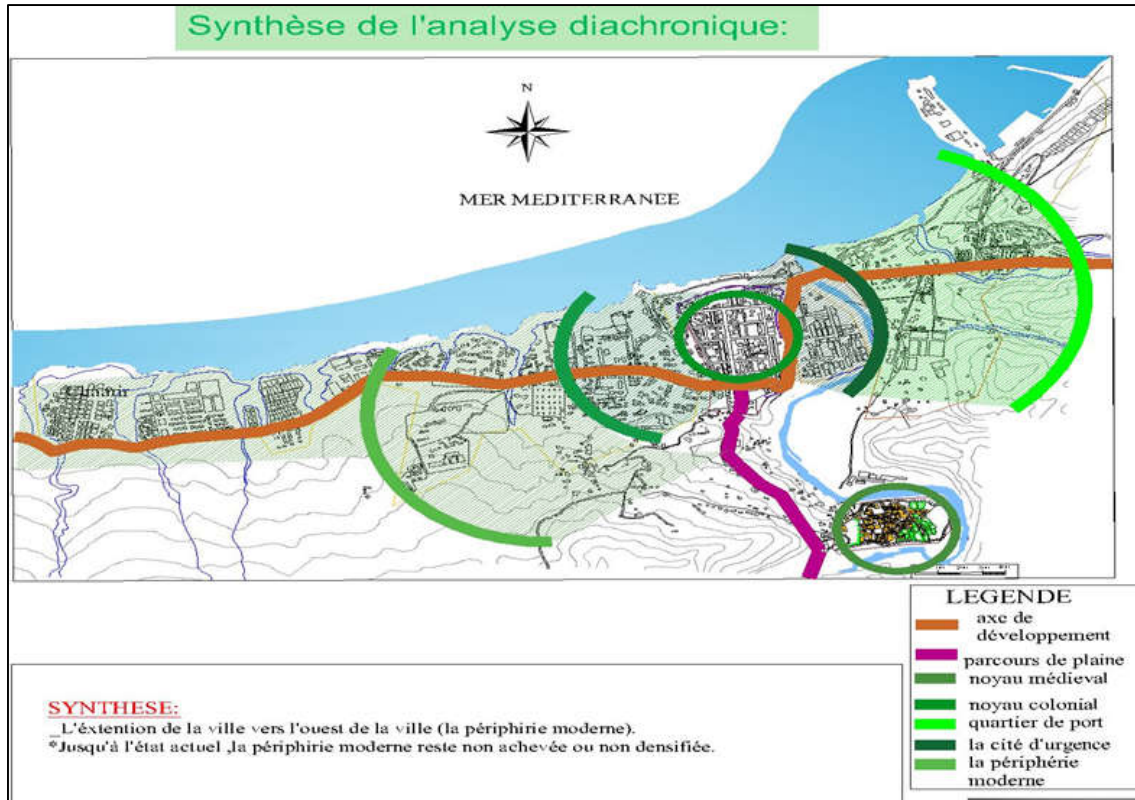 Synthèse de l'analyse diachronique:
N
MER MEDITERRANEE
LEGENDE
axe de
développement
parcours de plaine
noyau médieval
noyau colonial
quartier de port
la cité d'urgence
la périphérie
moderne
SYNTHESE:
_L'éxtention de la ville vers l'ouest de la ville (la périphirie moderne).
*Jusqu'à l'état actuel ,la périphirie moderne reste non achevée ou non densifiée.